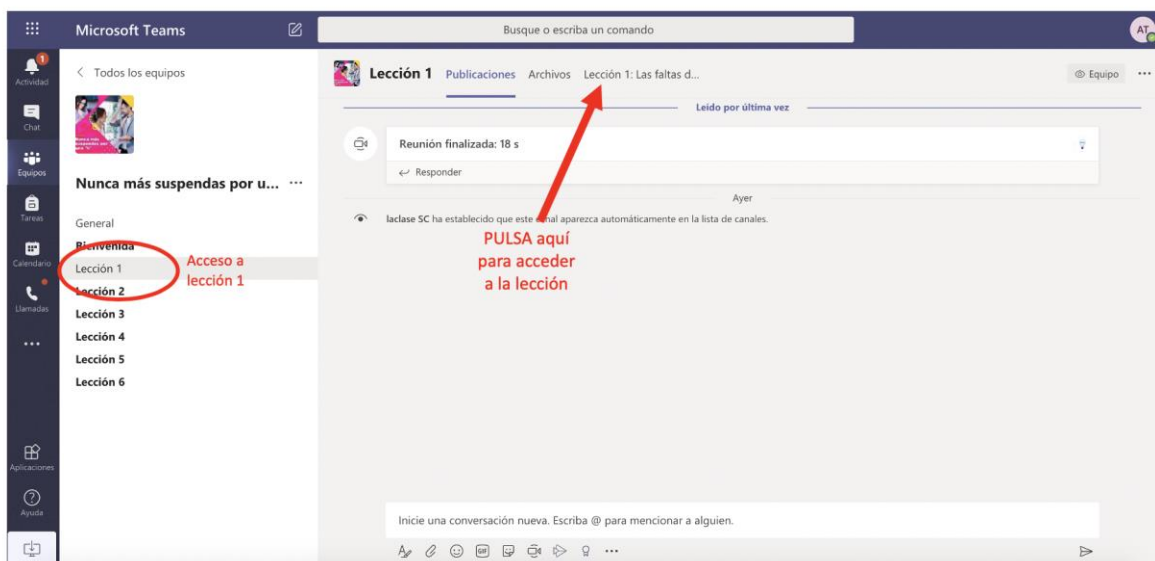 Microsoft Teams
Busque o escriba un comando
AT
1
Actividad
Chat
Equipos
Tareas
Calendario
Llamadas
Aplicaciones
Ayuda
Todos los equipos
Nunca más suspendas por u...
General
Bienvenida
Lección 1
Lección 2
Lección 3
Lección 4
Lección 5
Lección 6
Acceso a
lección 1
Lección 1 Publicaciones Archivos Lección 1: Las faltas d...
Equipo
Leído por última vez
Reunión finalizada: 18 s
Responder
Ayer
laclase SC ha establecido que este canal aparezca automáticamente en la lista de canales.
PULSA aquí
para acceder
a la lección
Inicie una conversación nueva. Escriba @ para mencionar a alguien.
GIF